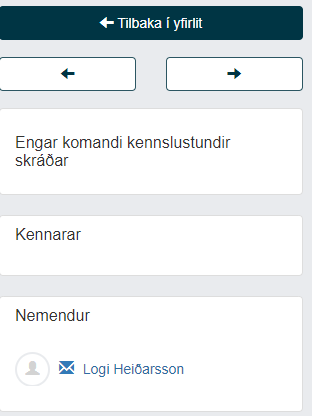 Tilbaka í yfirlit
Engar komandi kennslustundir
skráðar
Kennarar
Nemendur
Logi Heiðarsson